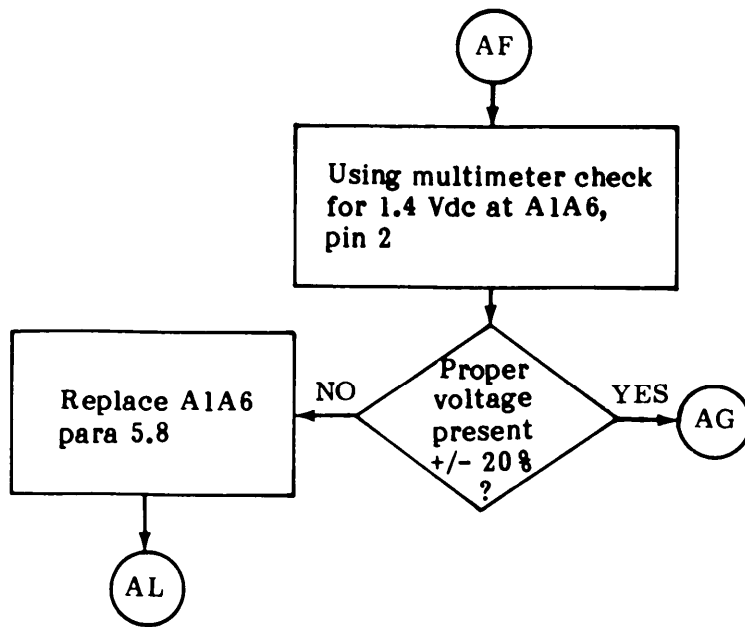 AF
Using multimeter check
for 1.4 Vdc at A1A6,
pin 2
Proper
voltage
present
+/- 20%
?
NO
YES
Replace A1A6
para 5.8
AG
AL